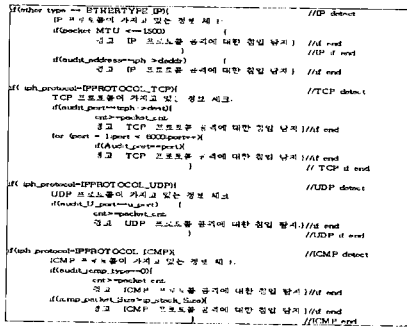 if(ether type == ETHERTYPE_IP){ //IP detect
IP 프로토콜이 가지고 있는 정보 체크.
if(packet MTU <= 1500) {
경고 IP 프로토콜 공격에 대한 침입 탐지 } //if end
//IP if end
if(audit_address==iph->daddr) {
경고 IP 프로토콜 공격에 대한 침입 탐지 } //if end
}
if( iph_protocol=IPPROTOCOL_TCP){ //TCP detect
TCP 프로토콜이 가지고 있는 정보 체크.
if(audit_port==tcph->dest){
cnt>=packet_cnt
경고 TCP 프로토콜 공격에 대한 침입 탐지 }//if end
for (port = 1;port < 6000;port++){
if(Audit_port=port){
경고 TCP 프로토콜 공격에 대한 침입 탐지 }//if end
} // TCP if end
if( iph_protocol=IPPROTOCOL_UDP){ //UDP detect
UDP 프로토콜이 가지고 있는 정보 체크
if(audit_U_port==u_port) {
cnt>=packet_cnt
경고 UDP 프로토콜 공격에 대한 침입 탐지 }//if end
} //UDP if end
if(iph_protocol=IPPROTOCOL_ICMP){ //ICMP detect
ICMP 프로토콜이 가지고 있는 정보 체크.
if(audit_icmp_type==0){
cnt >=packet cnt
경고 ICMP 프로토콜 공격에 대한 침입 탐지 }//if end
if(icmp_packet_Size>ip_stack_Size){
경고 ICMP 프로토콜 공격에 대한 침입 탐지 } //if end
} //ICMP end